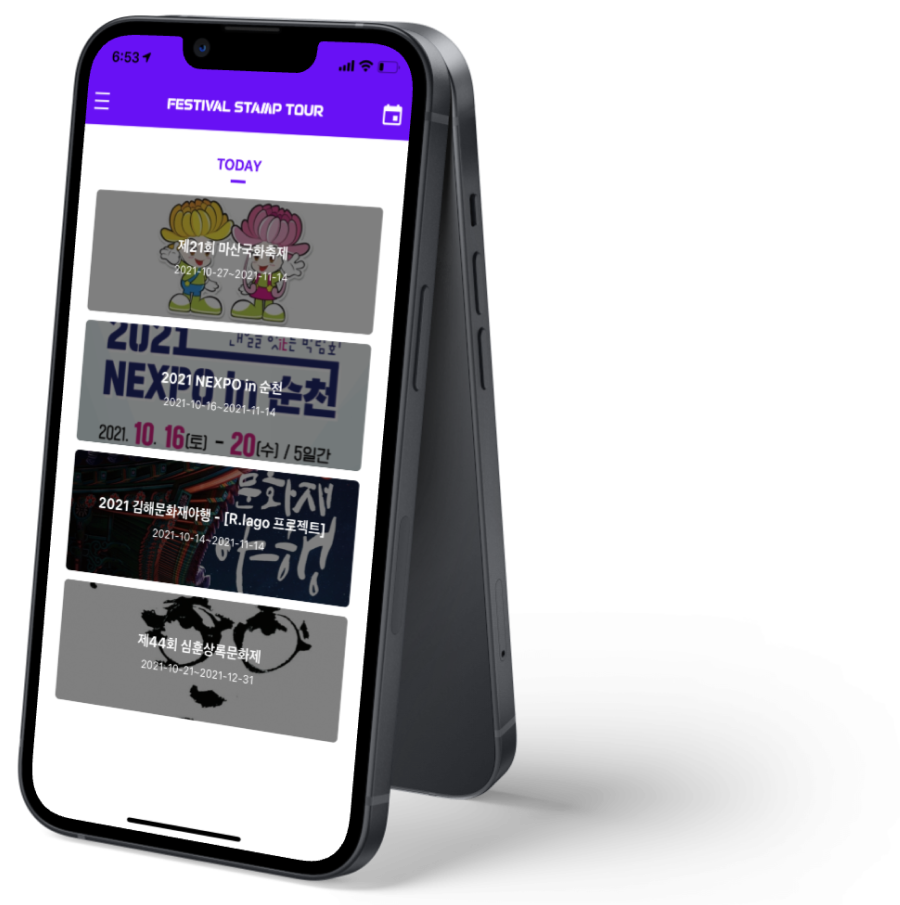 6:53
FESTIVAL STAMP TOUR
TODAY
제21회 마산국화축제
2021-10-27~2021-11-14
2021
내일을 잇는 박람회!
NEXPO in 순천
2021 NEXPO in 순천
2021-10-16~2021-11-14
2021. 10. 16(토) - 20(수) / 5일간
문화재
2021 김해문화재야행 - [R.lago 프로젝트]
2021-10-14~2021-11-14
야행
제44회 심훈상록문화제
2021-10-21~2021-12-31